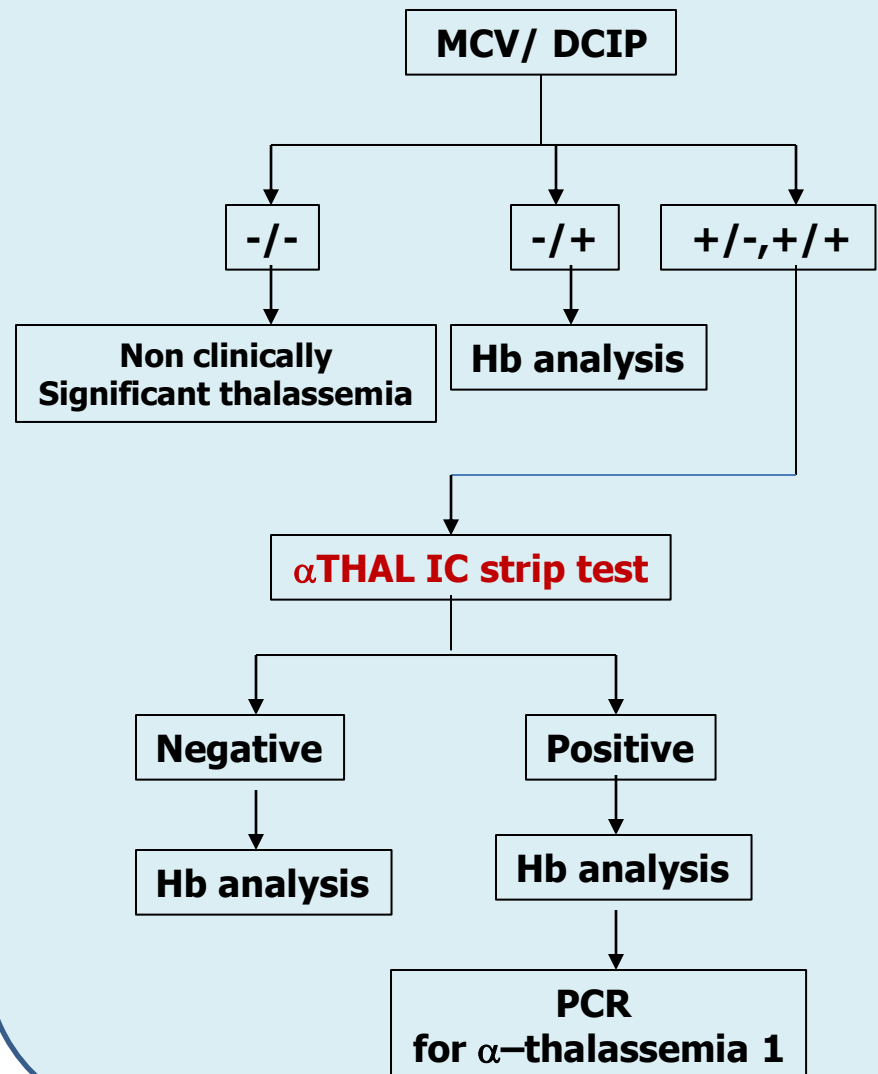 MCV/ DCIP
-/-
-/+
+/-,+/+
Non clinically
Significant thalassemia
Hb analysis
αTHAL IC strip test
Negative
Positive
Hb analysis
Hb analysis
PCR
for α–thalassemia 1